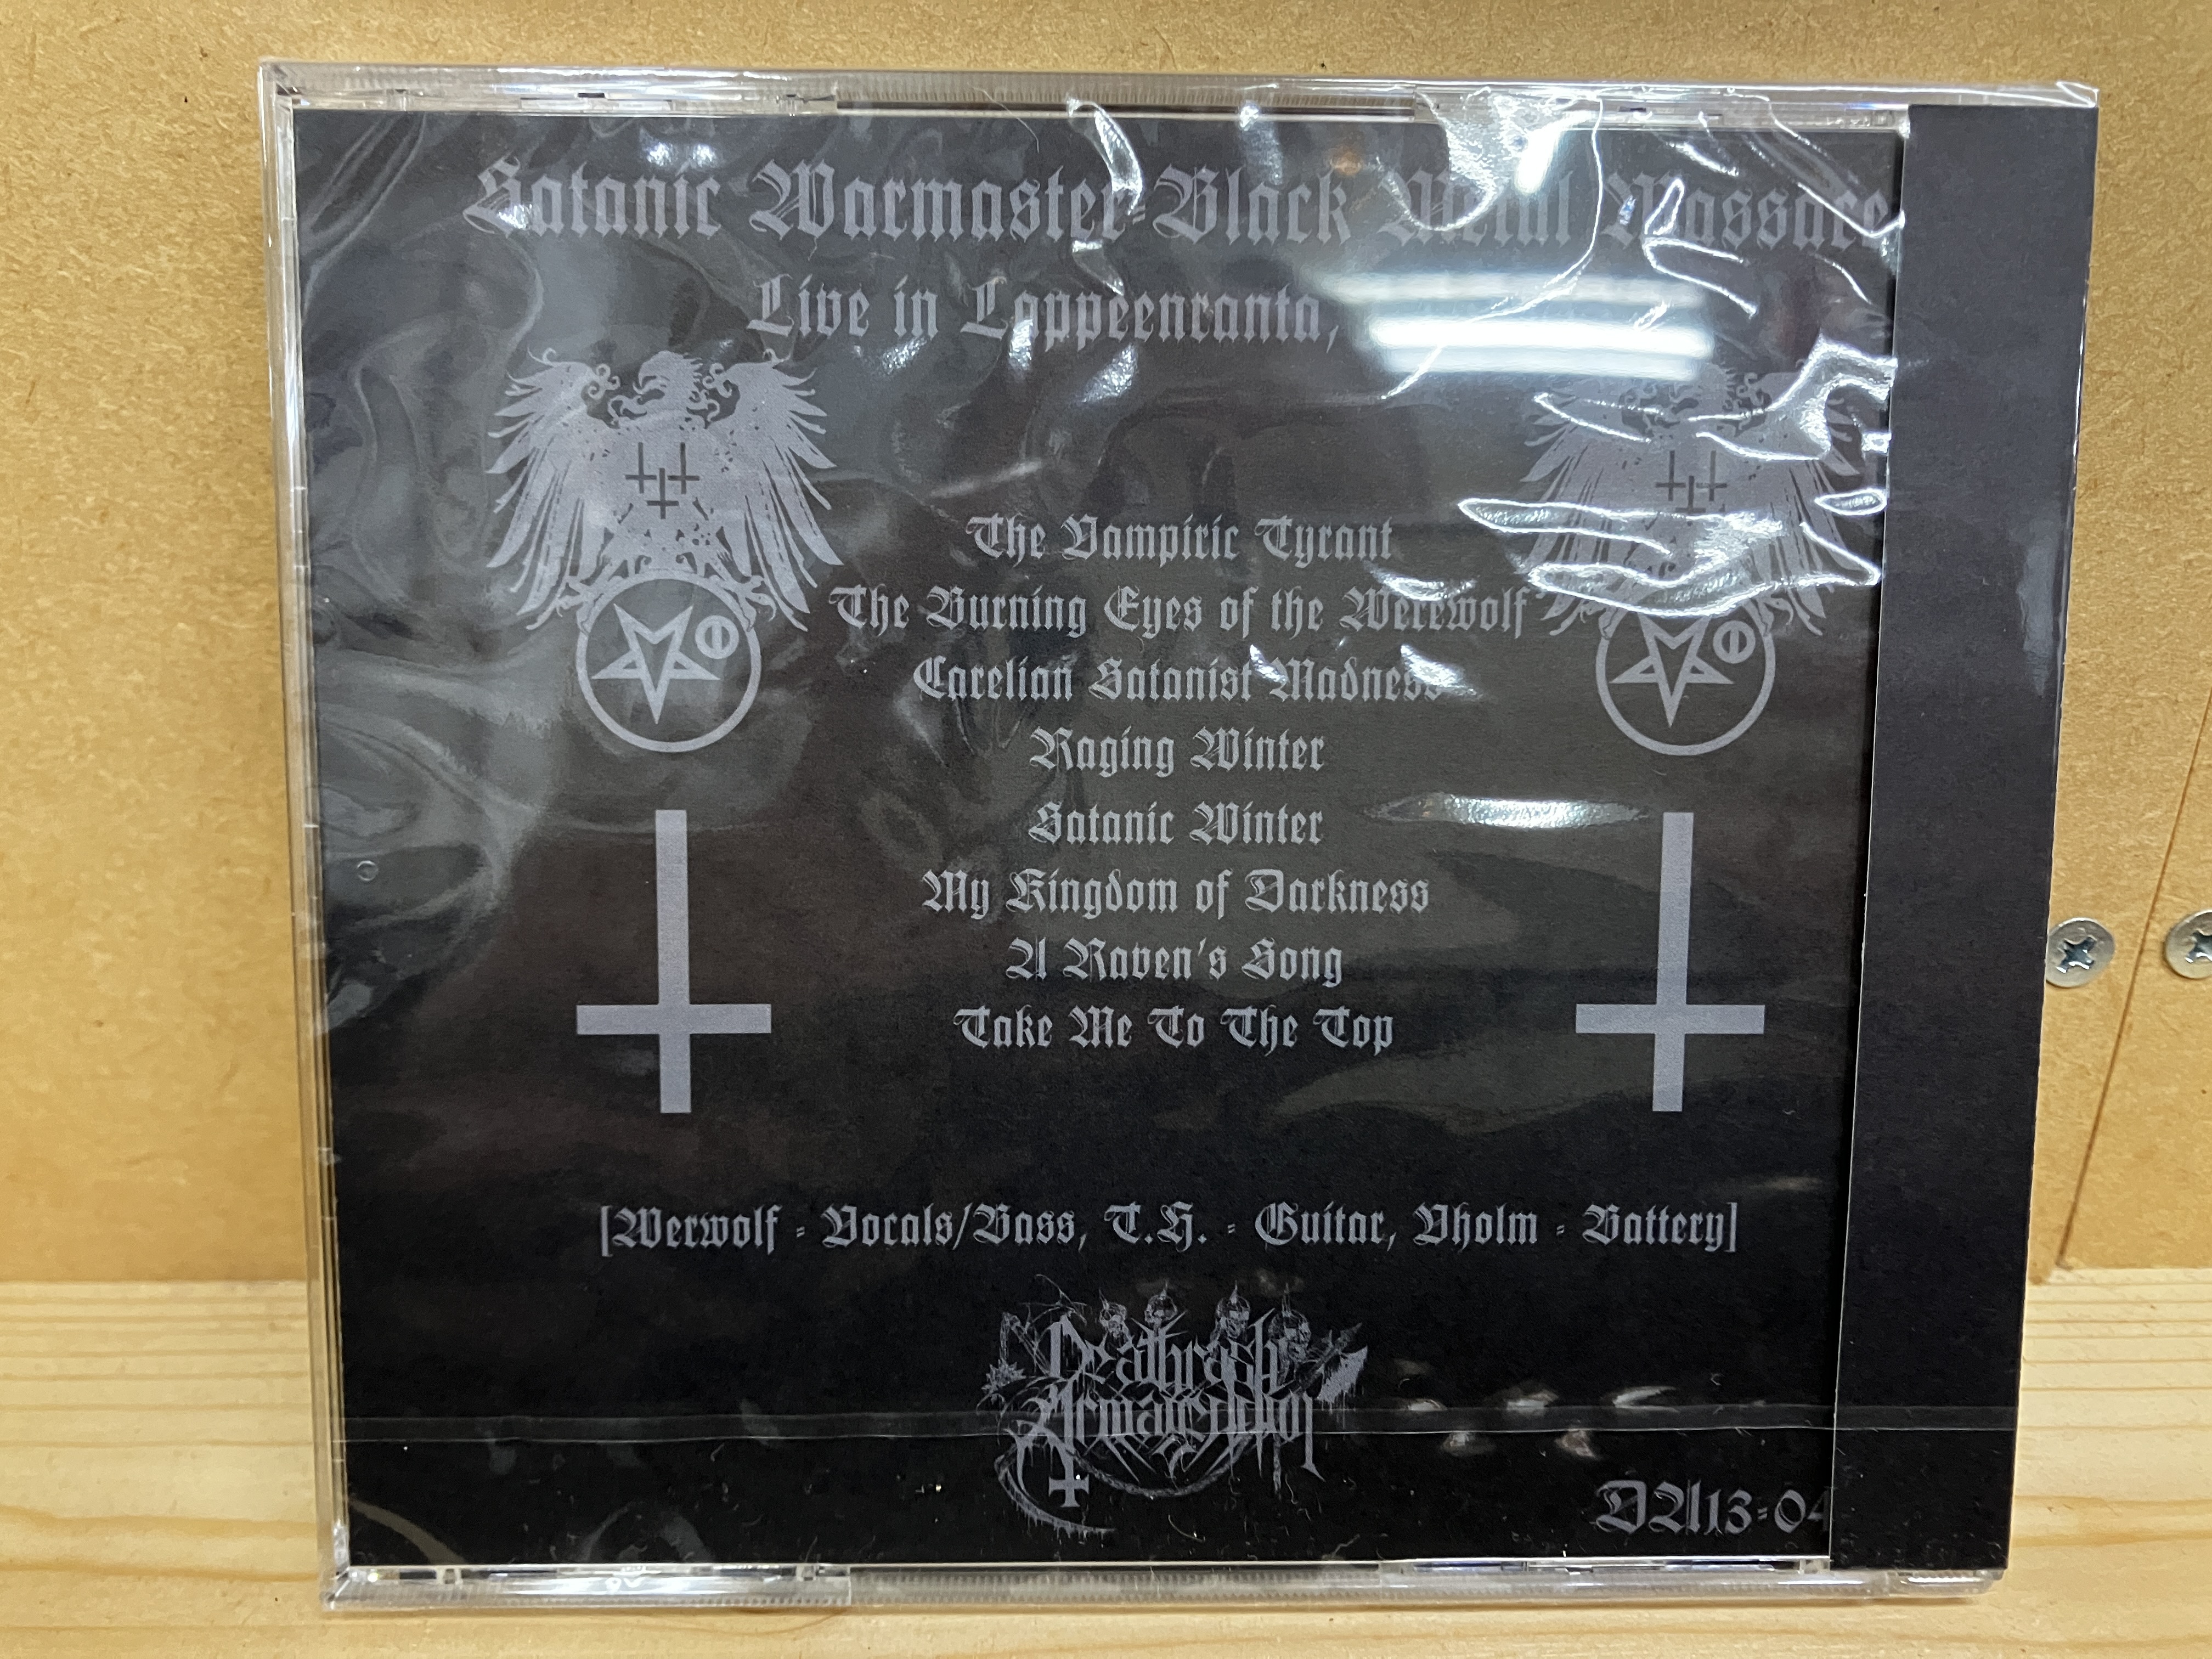 Satanic Warmaster-Black Metal Massacre
Live in Lappeenranta,
The Vampiric Tyrant
The Burning Eyes of the Werewolf
Carelian Satanist Madness
Raging Winter
Satanic Winter
My Kingdom of Darkness
A Raven's Song
Take Me To The Top
[Werwolf - Vocals/Bass, T.H. - Guitar, Vholm - Battery]
Deathrash
Armageddon
DA13-04